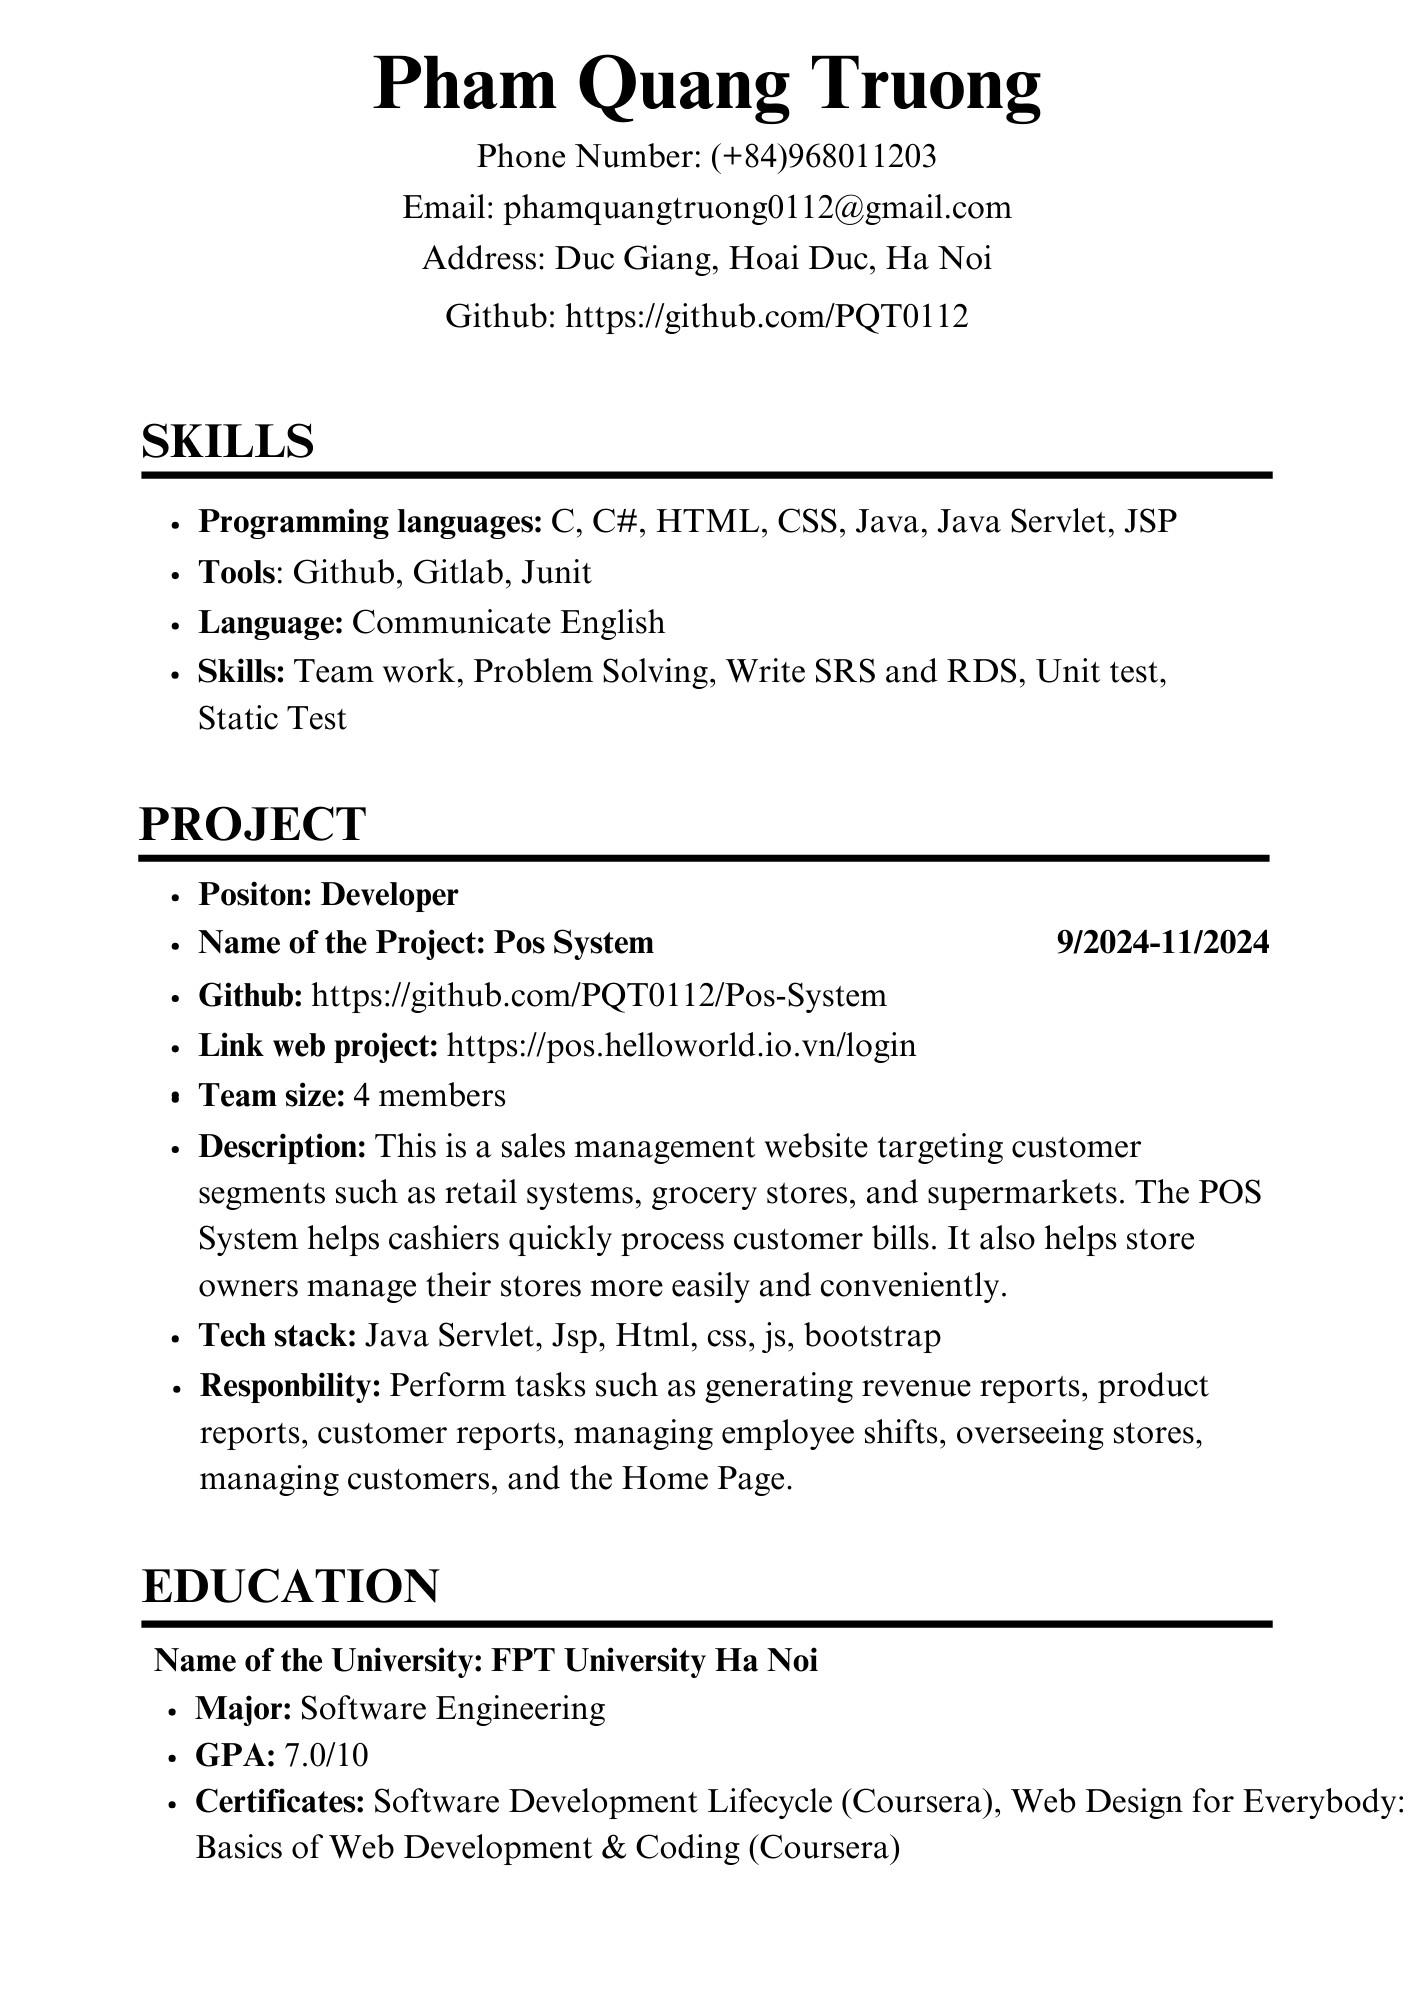 Pham Quang Truong
Phone Number: (+84)968011203
Email: phamquangtruong0112@gmail.com
Address: Duc Giang, Hoai Duc, Ha Noi
Github: https://github.com/PQT0112
SKILLS
• Programming languages: C, C#, HTML, CSS, Java, Java Servlet, JSP
• Tools: Github, Gitlab, Junit
• Language: Communicate English
• Skills: Team work, Problem Solving, Write SRS and RDS, Unit test,
Static Test
PROJECT
• Positon: Developer
• Name of the Project: Pos System 9/2024-11/2024
• Github: https://github.com/PQT0112/Pos-System
• Link web project: https://pos.helloworld.io.vn/login
• Team size: 4 members
• Description: This is a sales management website targeting customer
segments such as retail systems, grocery stores, and supermarkets. The POS
System helps cashiers quickly process customer bills. It also helps store
owners manage their stores more easily and conveniently.
• Tech stack: Java Servlet, Jsp, Html, css, js, bootstrap
• Responbility: Perform tasks such as generating revenue reports, product
reports, customer reports, managing employee shifts, overseeing stores,
managing customers, and the Home Page.
EDUCATION
Name of the University: FPT University Ha Noi
• Major: Software Engineering
• GPA: 7.0/10
• Certificates: Software Development Lifecycle (Coursera), Web Design for Everybody:
Basics of Web Development & Coding (Coursera)